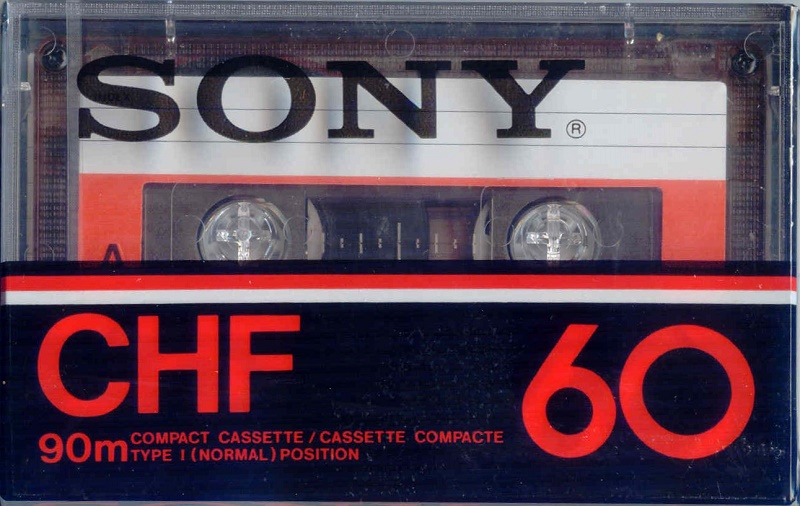 SONY®
A
CHF 60
90m COMPACT CASSETTE / CASSETTE COMPACTE
TYPE I (NORMAL) POSITION